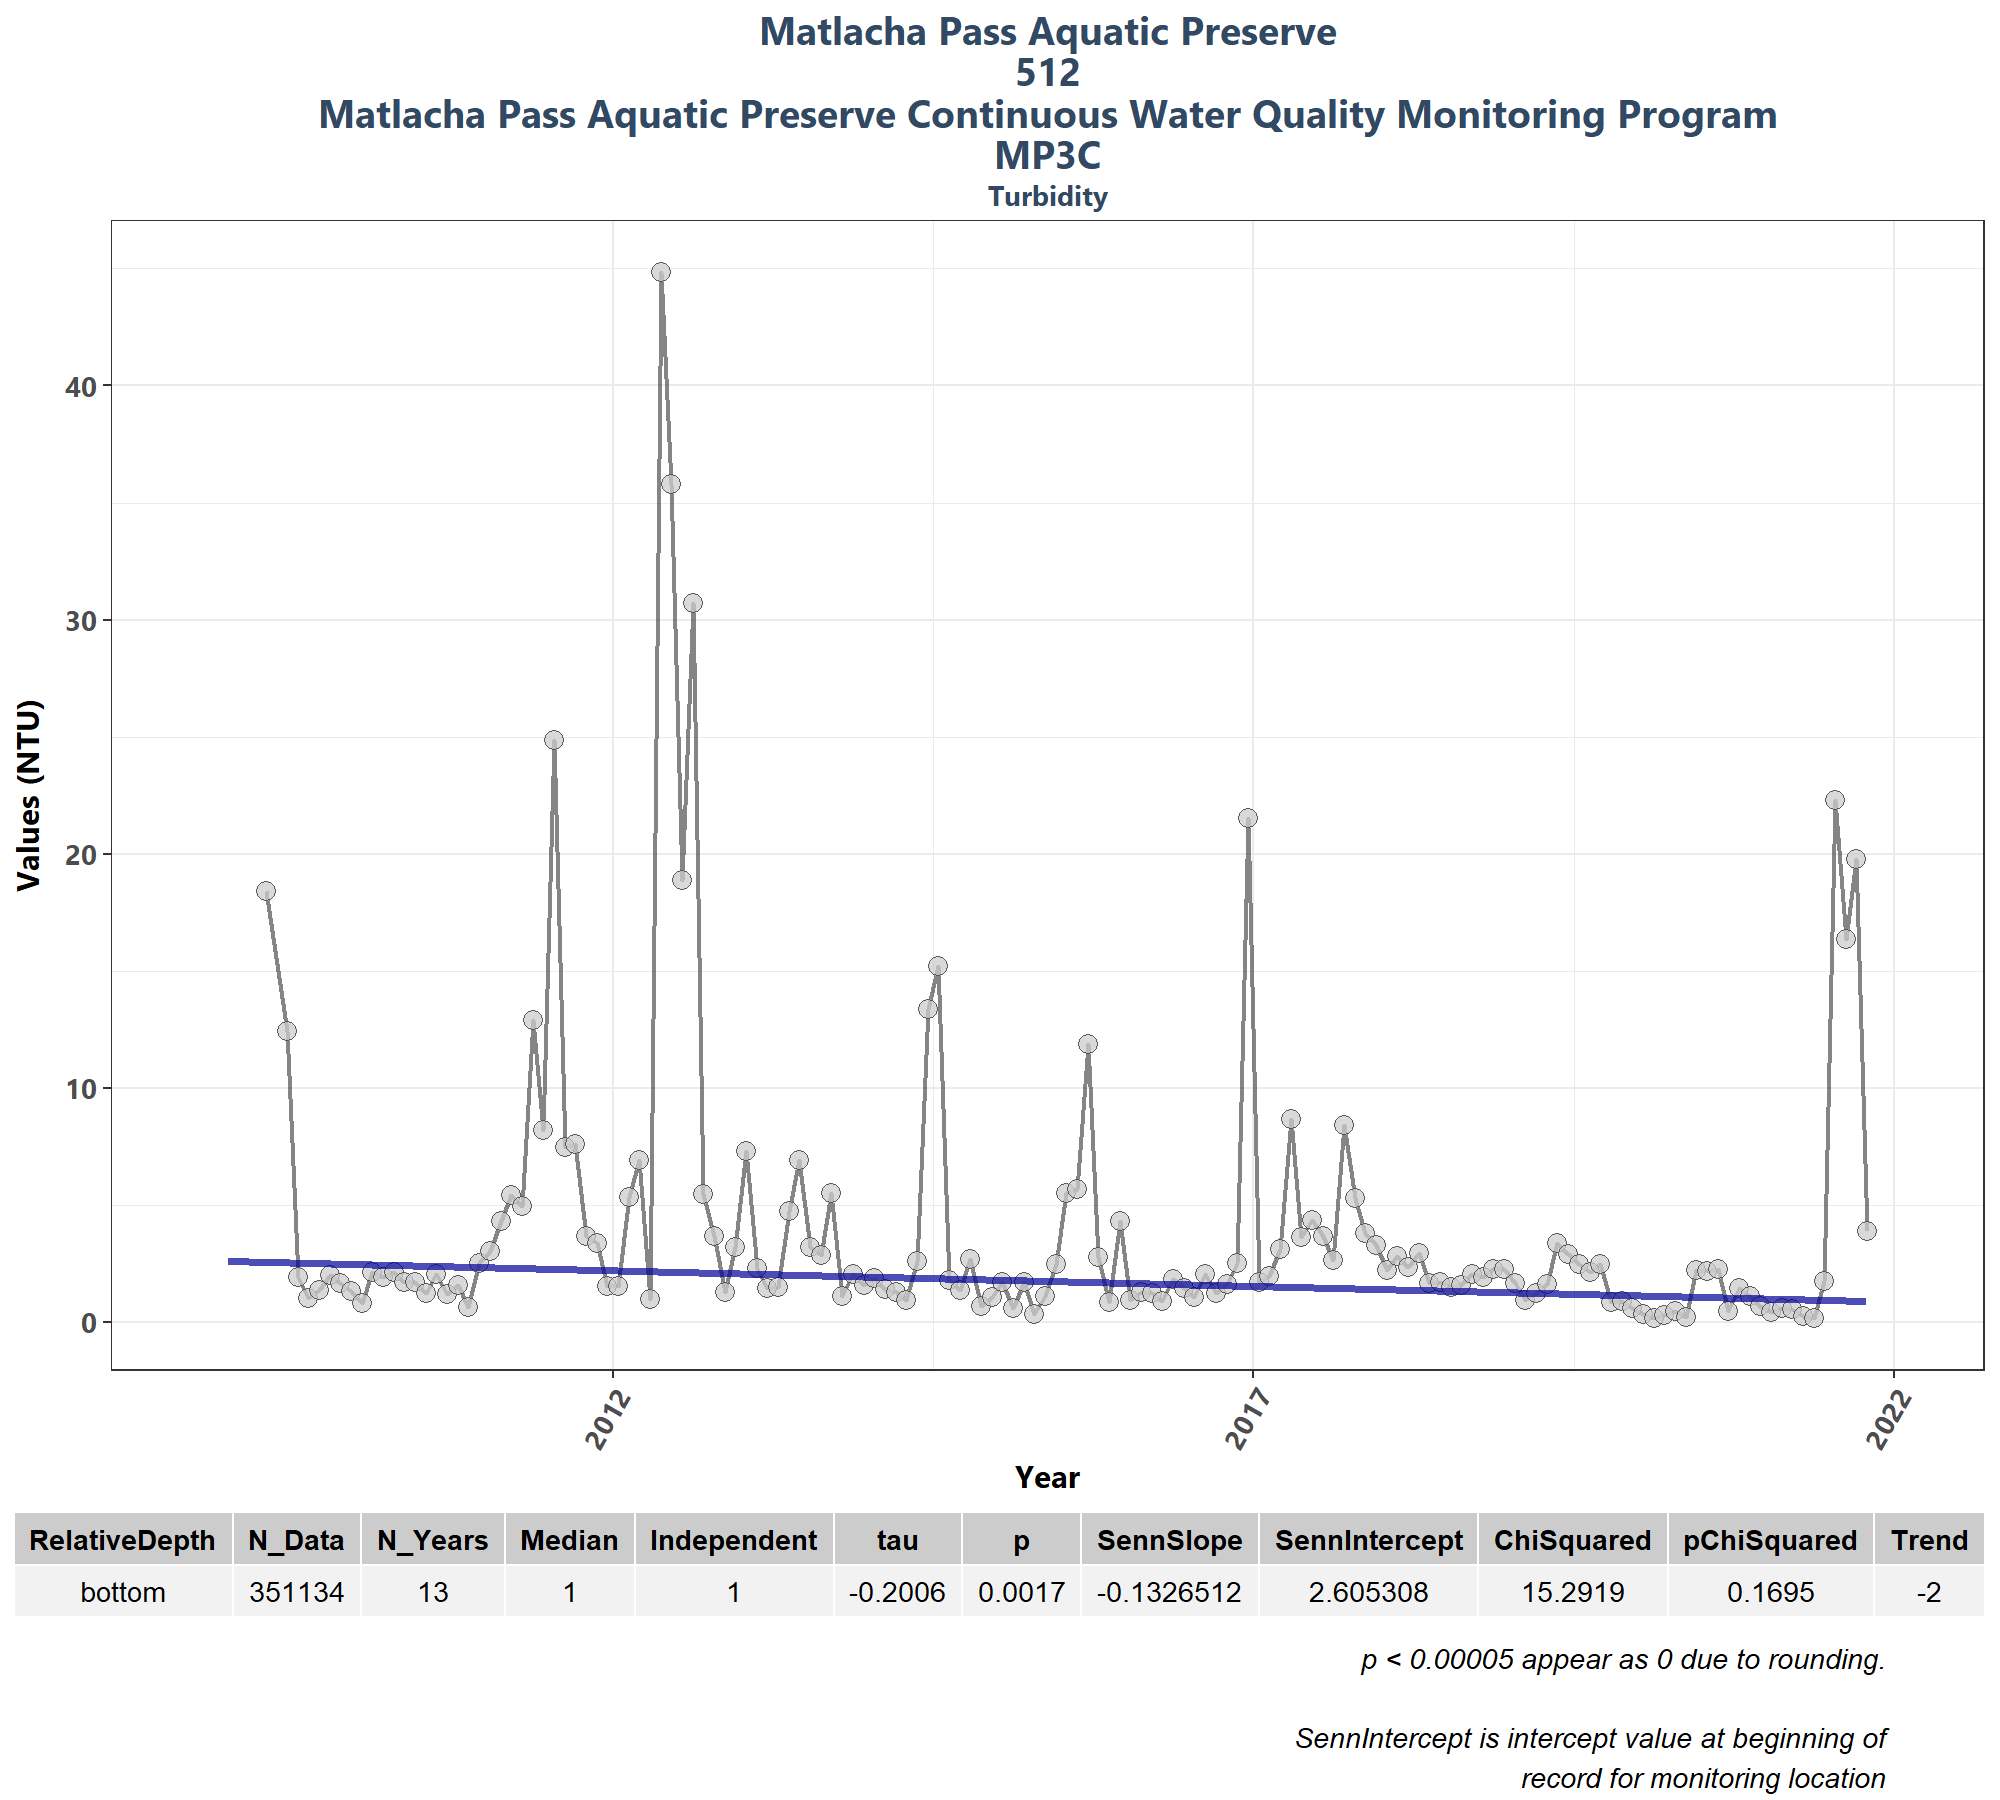 Matlacha Pass Aquatic Preserve
512
Matlacha Pass Aquatic Preserve Continuous Water Quality Monitoring Program
MP3C
Turbidity
Values (NTU)
40
30
20
10
0
2012 2017 2022
Year
RelativeDepth N_Data N_Years Median Independent tau p SennSlope SennIntercept ChiSquared pChiSquared Trend
bottom 351134 13 1 1 -0.2006 0.0017 -0.1326512 2.605308 15.2919 0.1695 -2
p < 0.00005 appear as 0 due to rounding.
SennIntercept is intercept value at beginning of
record for monitoring location